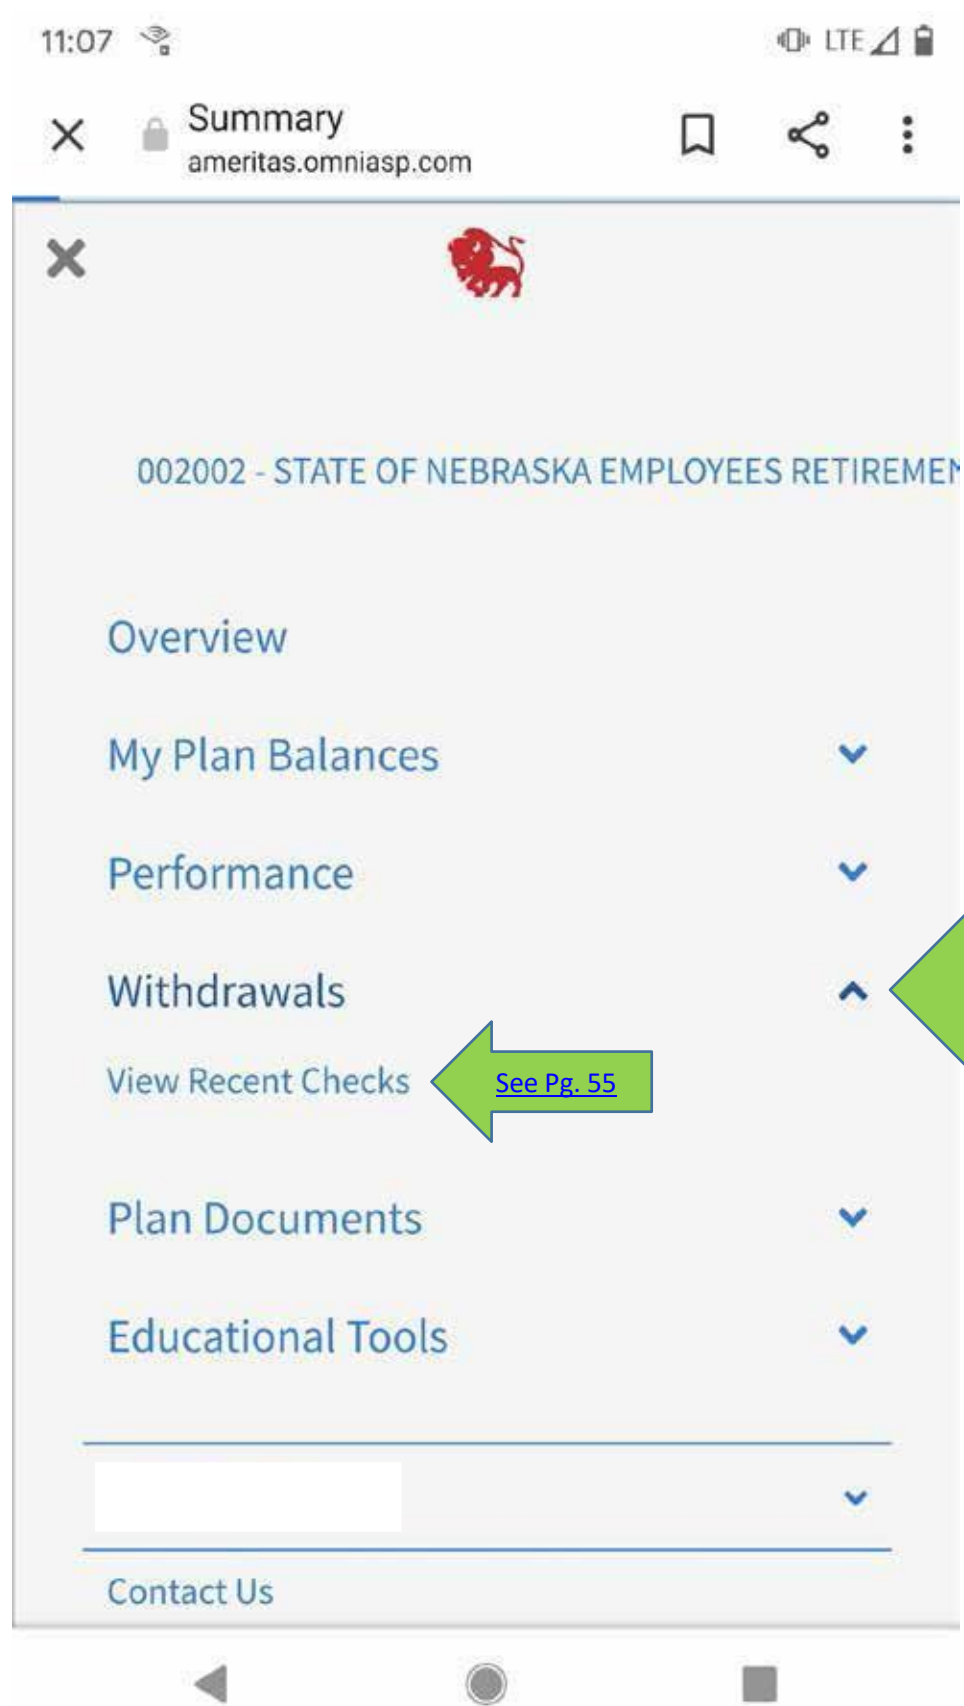 11:07 LTE
Summary
ameritas.omniasp.com
002002 - STATE OF NEBRASKA EMPLOYEES
Overview
My Plan Balances
Performance
Withdrawals
View Recent Checks See Pg. 55
Plan Documents
Educational Tools
Contact Us